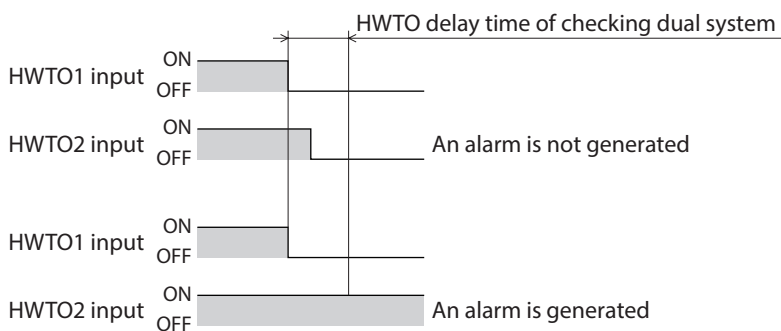 HWTO delay time of checking dual system
HWTO1 input ON
OFF
HWTO2 input ON
OFF
An alarm is not generated
HWTO1 input ON
OFF
HWTO2 input ON
OFF
An alarm is generated